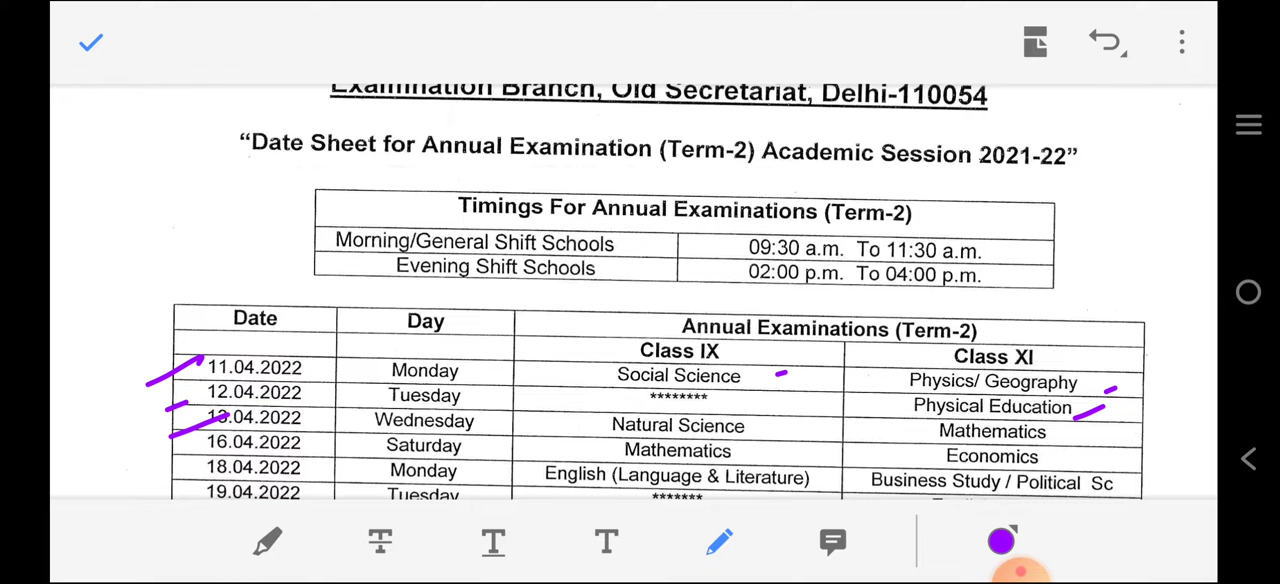 Examination Branch, Old Secretariat, Delhi-110054
“Date Sheet for Annual Examination (Term-2) Academic Session 2021-22”
Timings For Annual Examinations (Term-2)
Morning/General Shift Schools 09:30 a.m. To 11:30 a.m.
Evening Shift Schools 02:00 p.m. To 04:00 p.m.
Date Day Annual Examinations (Term-2)
Class IX Class XI
11.04.2022 Monday Social Science Physics/ Geography
12.04.2022 Tuesday ******** Physical Education
13.04.2022 Wednesday Natural Science Mathematics
16.04.2022 Saturday Mathematics Economics
18.04.2022 Monday English (Language & Literature) Business Study / Political Sc
19.04.2022 Tuesday *******
T T T